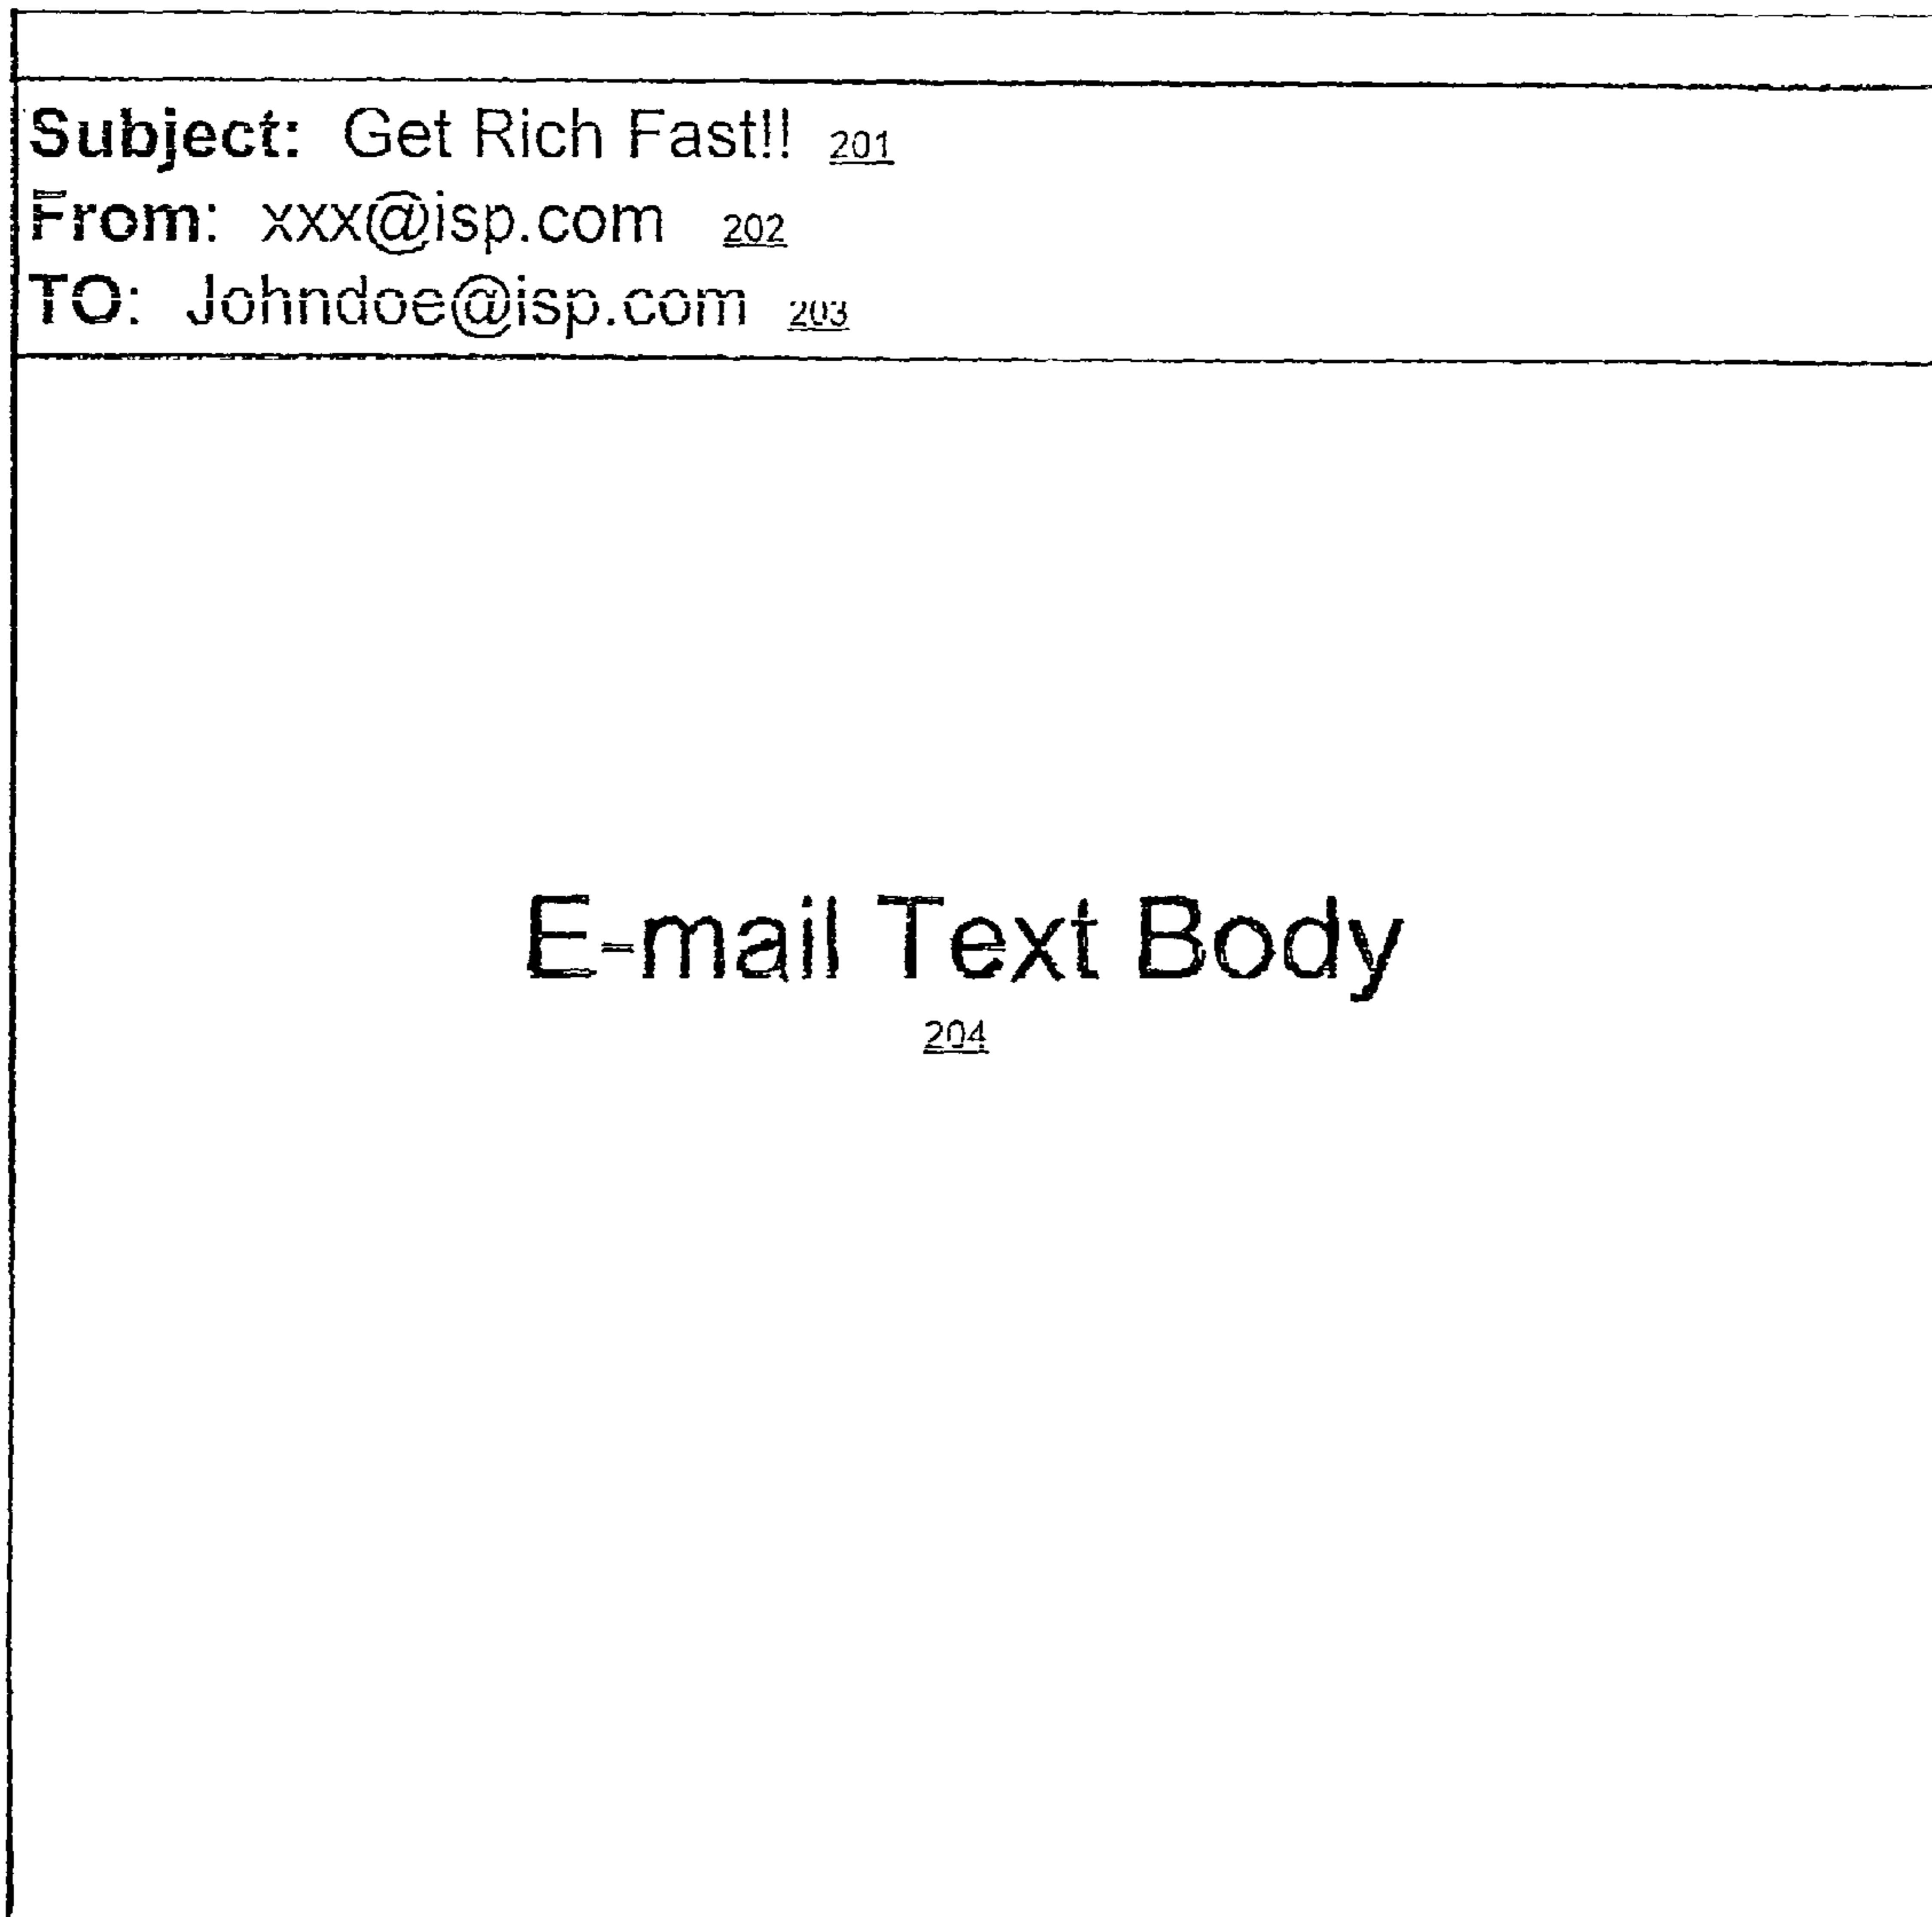 Subject: Get Rich Fast!! 201
From: xxx@isp.com 202
TO: Johndoe@isp.com 203
E-mail Text Body
204